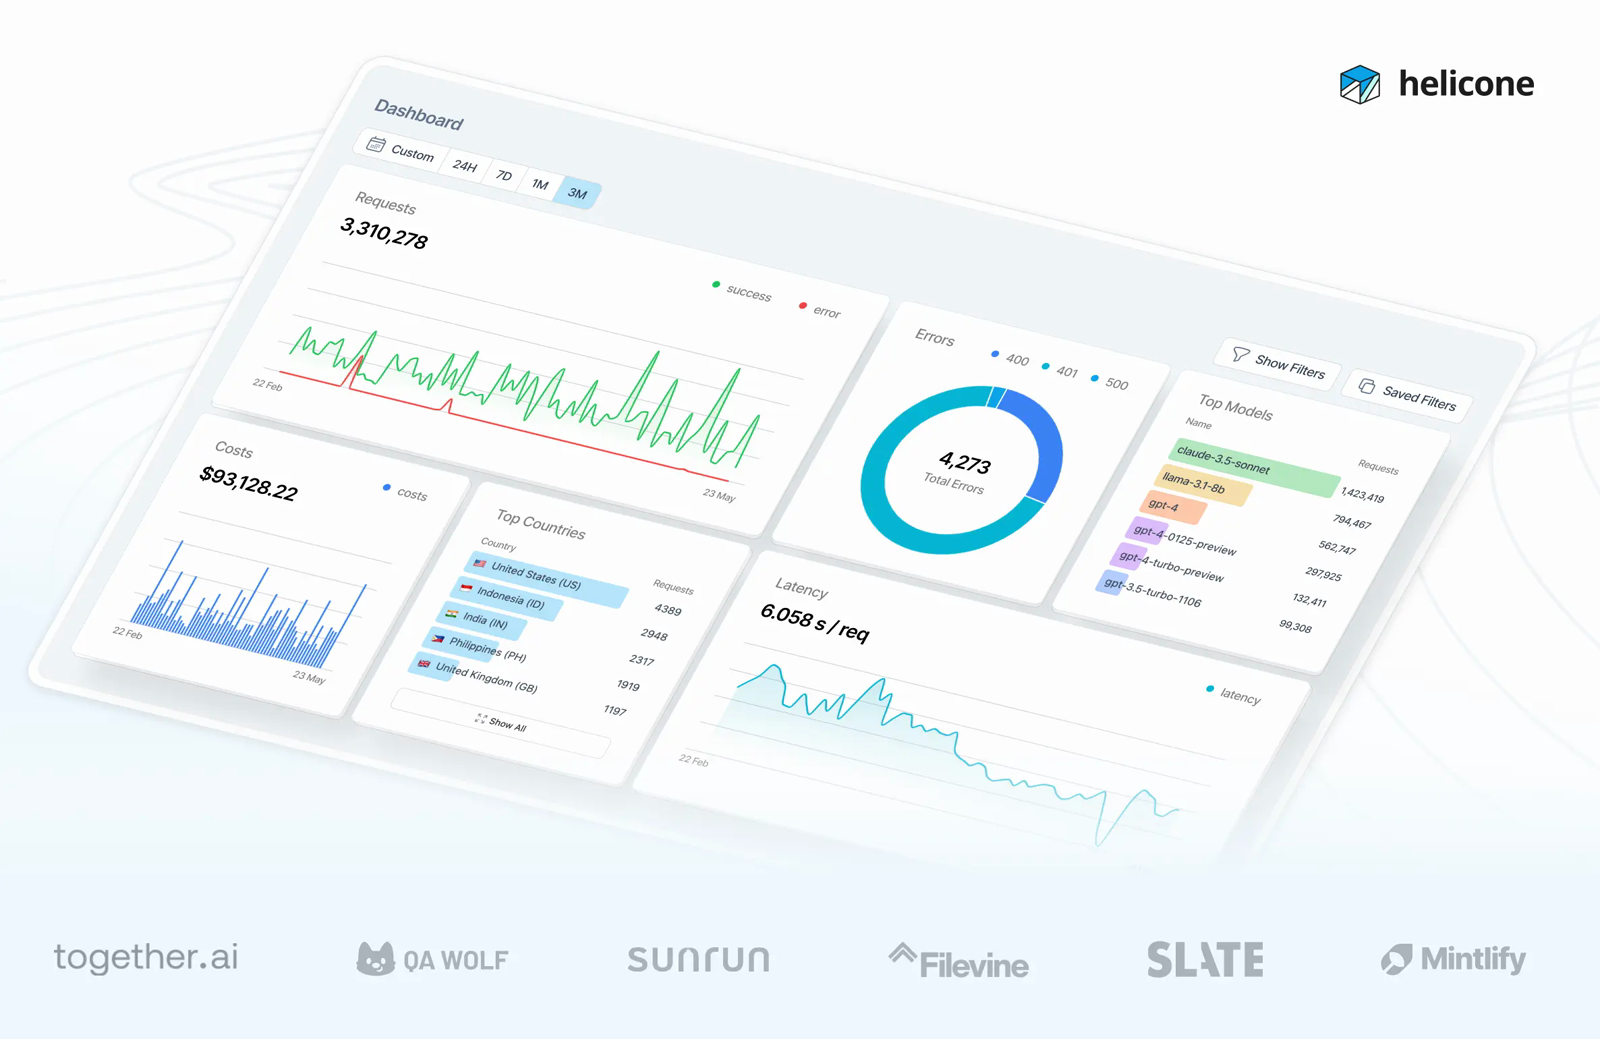 helicone
Dashboard
Custom
24H
7D
1M
3M
Requests
3,310,278
success
error
22 Feb
23 May
Errors
400
401
500
4,273
Total Errors
Show Filters
Saved Filters
Top Models
Name
Requests
claude-3.5-sonnet
1,423,419
llama-3.1-8b
794,467
gpt-4
562,747
gpt-4-0125-preview
297,925
gpt-4-turbo-preview
132,411
gpt-3.5-turbo-1106
99,308
Costs
$93,128.22
costs
22 Feb
23 May
Top Countries
Country
Requests
United States (US)
4389
Indonesia (ID)
2948
India (IN)
2317
Philippines (PH)
1919
United Kingdom (GB)
1197
Show All
Latency
6.058 s / req
latency
22 Feb
together.ai
QA WOLF
sunrun
Filevine
SLATE
Mintlify